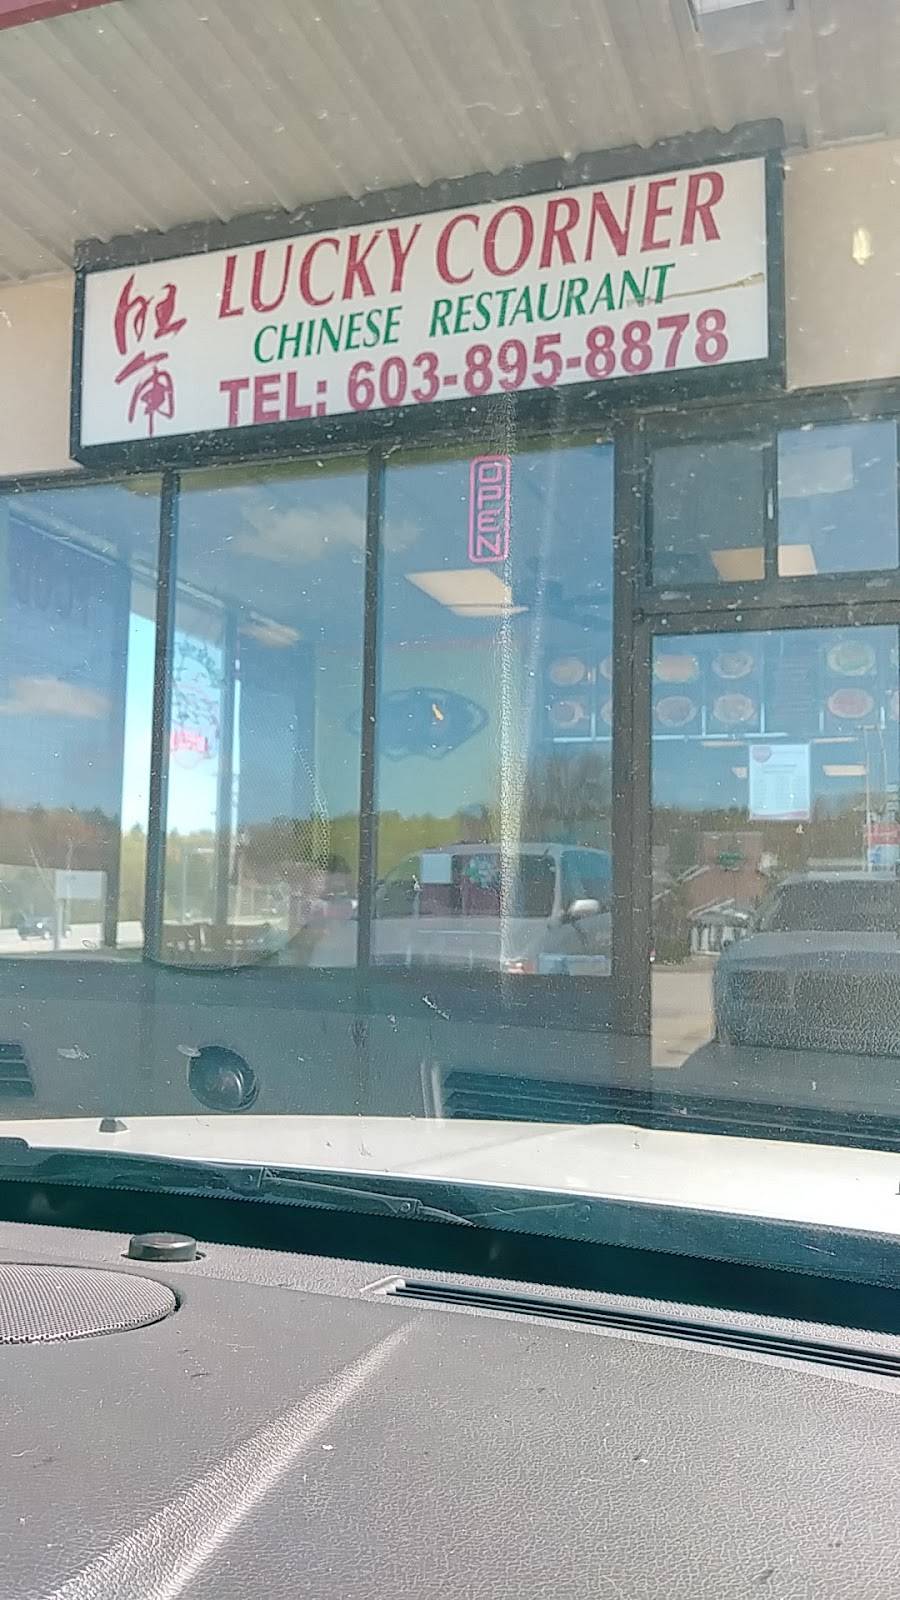 LUCKY CORNER
CHINESE RESTAURANT
TEL: 603-895-8878
OPEN